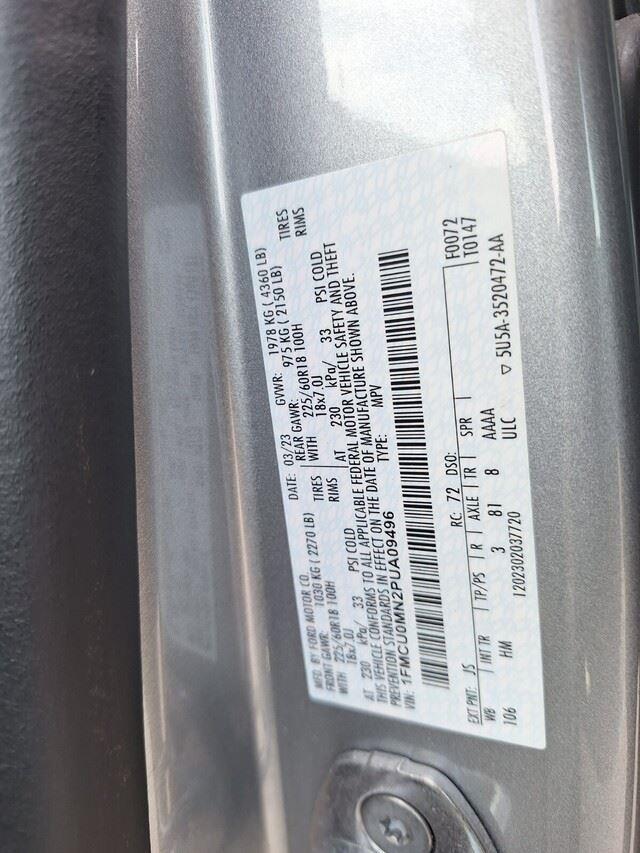 MFD BY FORD MOTOR CO.
DATE: 03/23 GVWR: 1978 KG ( 4360 LB)
FRONT GAWR: 1030 KG ( 2270 LB) REAR GAWR: 975 KG ( 2150 LB)
WITH 225/60R18 100H TIRES WITH 225/60R18 100H TIRES
18x7.0J RIMS 18x7.0J RIMS
AT 230 kPa/ 33 PSI COLD AT 230 kPa/ 33 PSI COLD
THIS VEHICLE CONFORMS TO ALL APPLICABLE FEDERAL MOTOR VEHICLE SAFETY AND THEFT
PREVENTION STANDARDS IN EFFECT ON THE DATE OF MANUFACTURE SHOWN ABOVE.
VIN: 1FMCU0MN2PUA09496 TYPE: MPV
F0072
EXT PNT: JS RC: 72 DSO: T0147
WB INT TR TP/PS R AXLE TR SPR
106 HM 3 81 8 AAAA
1202302037720 ULC ▽ 5U5A-3520472-AA